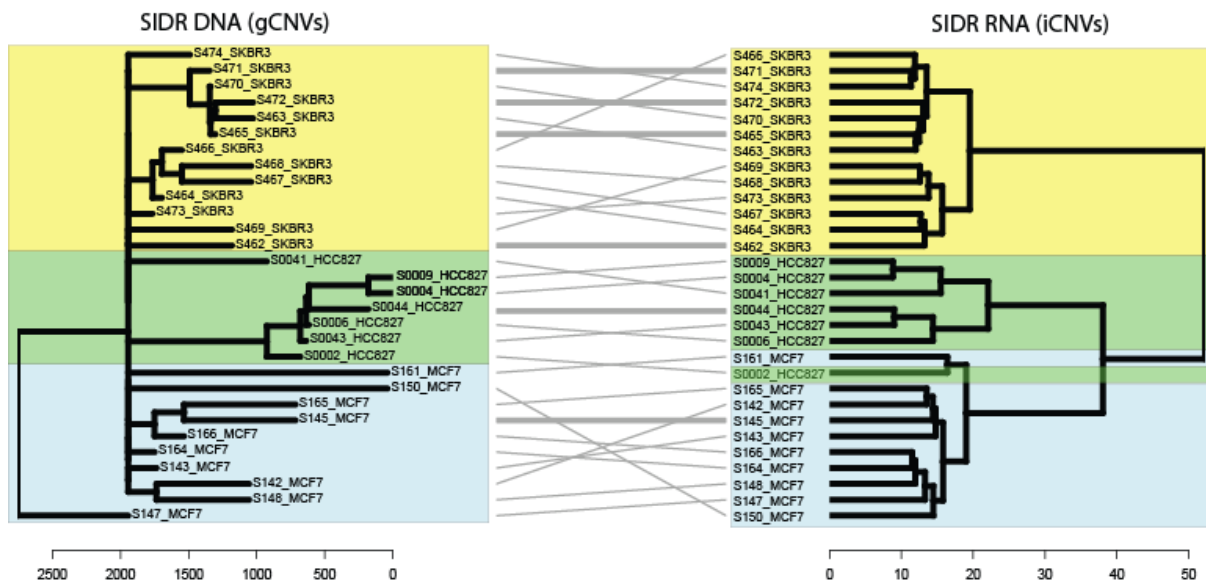 SIDR DNA (gCNVs)
S474_SKBR3
S471_SKBR3
S470_SKBR3
S472_SKBR3
S463_SKBR3
S465_SKBR3
S466_SKBR3
S468_SKBR3
S467_SKBR3
S464_SKBR3
S473_SKBR3
S469_SKBR3
S462_SKBR3
S0041_HCC827
S0009_HCC827
S0004_HCC827
S0044_HCC827
S0006_HCC827
S0043_HCC827
S0002_HCC827
S161_MCF7
S150_MCF7
S165_MCF7
S145_MCF7
S166_MCF7
S164_MCF7
S143_MCF7
S142_MCF7
S148_MCF7
S147_MCF7
2500 2000 1500 1000 500 0
SIDR RNA (iCNVs)
S466_SKBR3
S471_SKBR3
S474_SKBR3
S472_SKBR3
S470_SKBR3
S465_SKBR3
S463_SKBR3
S469_SKBR3
S468_SKBR3
S473_SKBR3
S467_SKBR3
S464_SKBR3
S462_SKBR3
S0009_HCC827
S0004_HCC827
S0041_HCC827
S0044_HCC827
S0043_HCC827
S0006_HCC827
S161_MCF7
S0002_HCC827
S165_MCF7
S142_MCF7
S145_MCF7
S143_MCF7
S166_MCF7
S164_MCF7
S148_MCF7
S147_MCF7
S150_MCF7
0 10 20 30 40 50